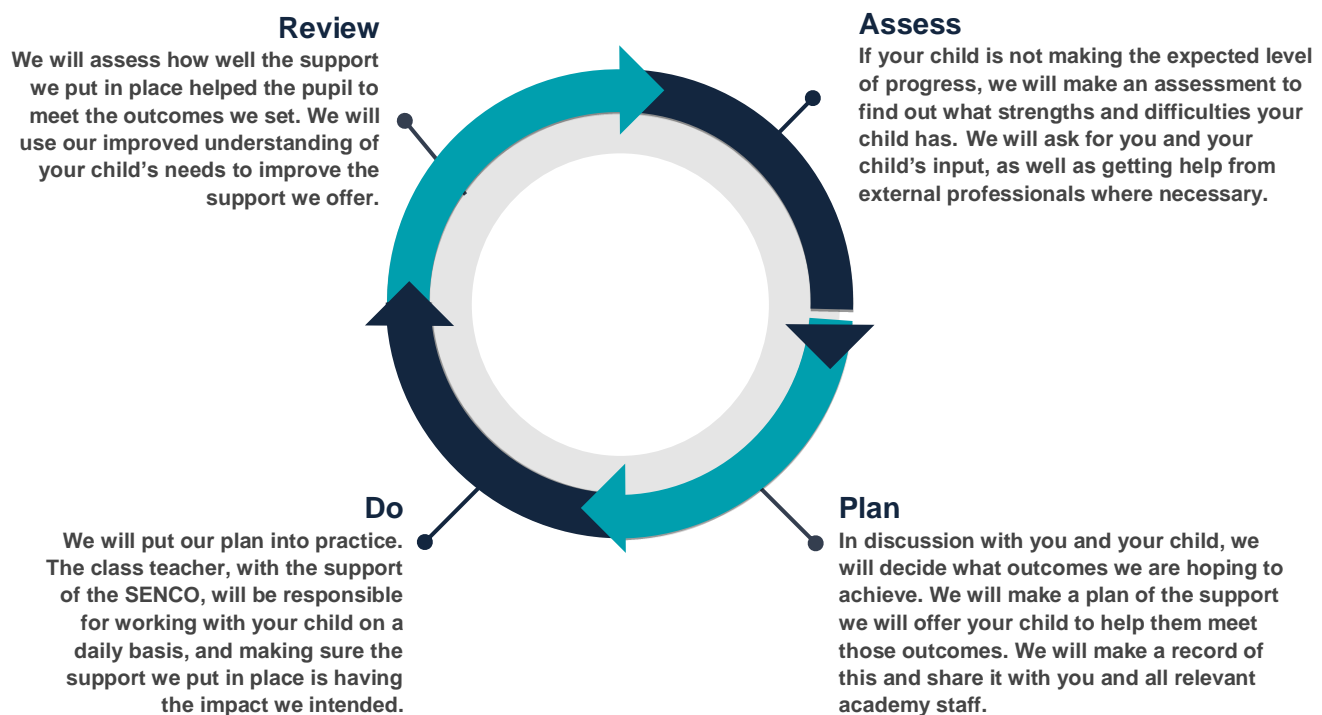 Review
We will assess how well the support
we put in place helped the pupil to
meet the outcomes we set. We will
use our improved understanding of
your child’s needs to improve the
support we offer.
Assess
If your child is not making the expected level
of progress, we will make an assessment to
find out what strengths and difficulties your
child has. We will ask for you and your
child’s input, as well as getting help from
external professionals where necessary.
Do
We will put our plan into practice.
The class teacher, with the support
of the SENCO, will be responsible
for working with your child on a
daily basis, and making sure the
support we put in place is having
the impact we intended.
Plan
In discussion with you and your child, we
will decide what outcomes we are hoping to
achieve. We will make a plan of the support
we will offer your child to help them meet
those outcomes. We will make a record of
this and share it with you and all relevant
academy staff.